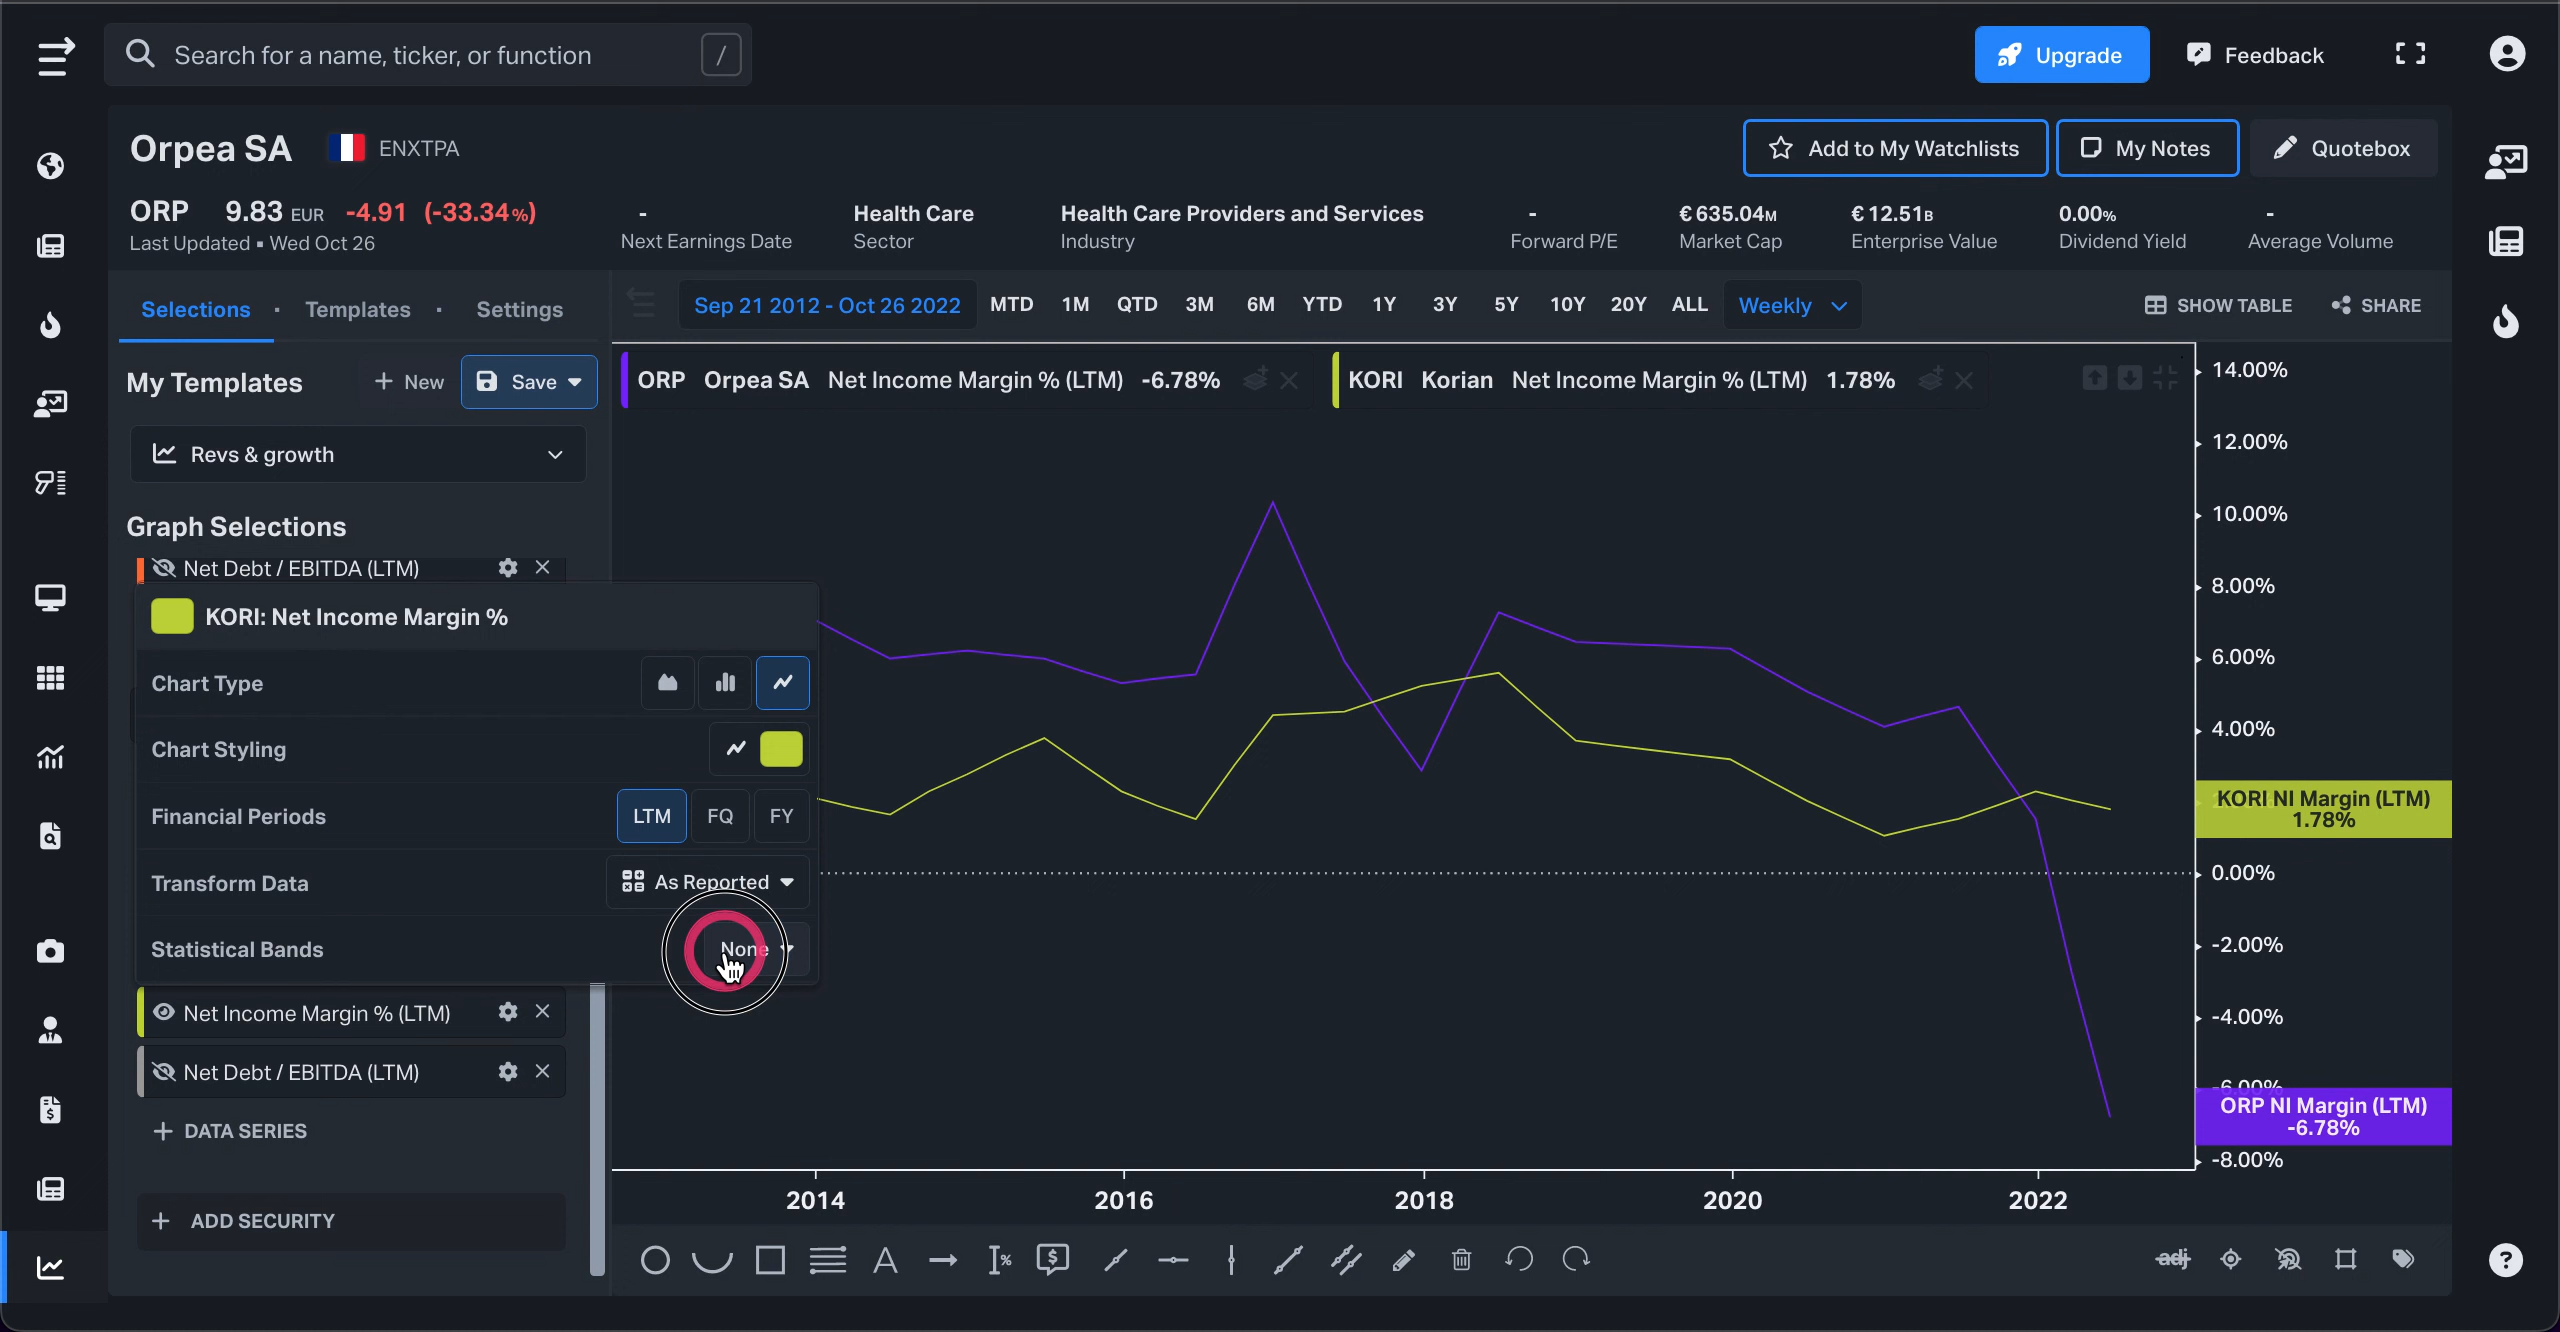 Search for a name, ticker, or function /
Upgrade
Feedback
Orpea SA ENXTPA
Add to My Watchlists
My Notes
Quotebox
ORP 9.83 EUR -4.91 (-33.34%)
Last Updated ▪ Wed Oct 26
-
Next Earnings Date
Health Care
Sector
Health Care Providers and Services
Industry
-
Forward P/E
€ 635.04M
Market Cap
€ 12.51B
Enterprise Value
0.00%
Dividend Yield
-
Average Volume
Selections · Templates · Settings
Sep 21 2012 - Oct 26 2022 MTD 1M QTD 3M 6M YTD 1Y 3Y 5Y 10Y 20Y ALL Weekly
SHOW TABLE
SHARE
My Templates
+ New
Save
Revs & growth
Graph Selections
Net Debt / EBITDA (LTM)
KORI: Net Income Margin %
Chart Type
Chart Styling
Financial Periods LTM FQ FY
Transform Data As Reported
Statistical Bands None
Net Income Margin % (LTM)
Net Debt / EBITDA (LTM)
+ DATA SERIES
+ ADD SECURITY
ORP Orpea SA Net Income Margin % (LTM) -6.78%
KORI Korian Net Income Margin % (LTM) 1.78%
14.00%
12.00%
10.00%
8.00%
6.00%
4.00%
KORI NI Margin (LTM)
1.78%
0.00%
-2.00%
-4.00%
-6.00%
ORP NI Margin (LTM)
-6.78%
-8.00%
2014 2016 2018 2020 2022
A
%
$
adj
?